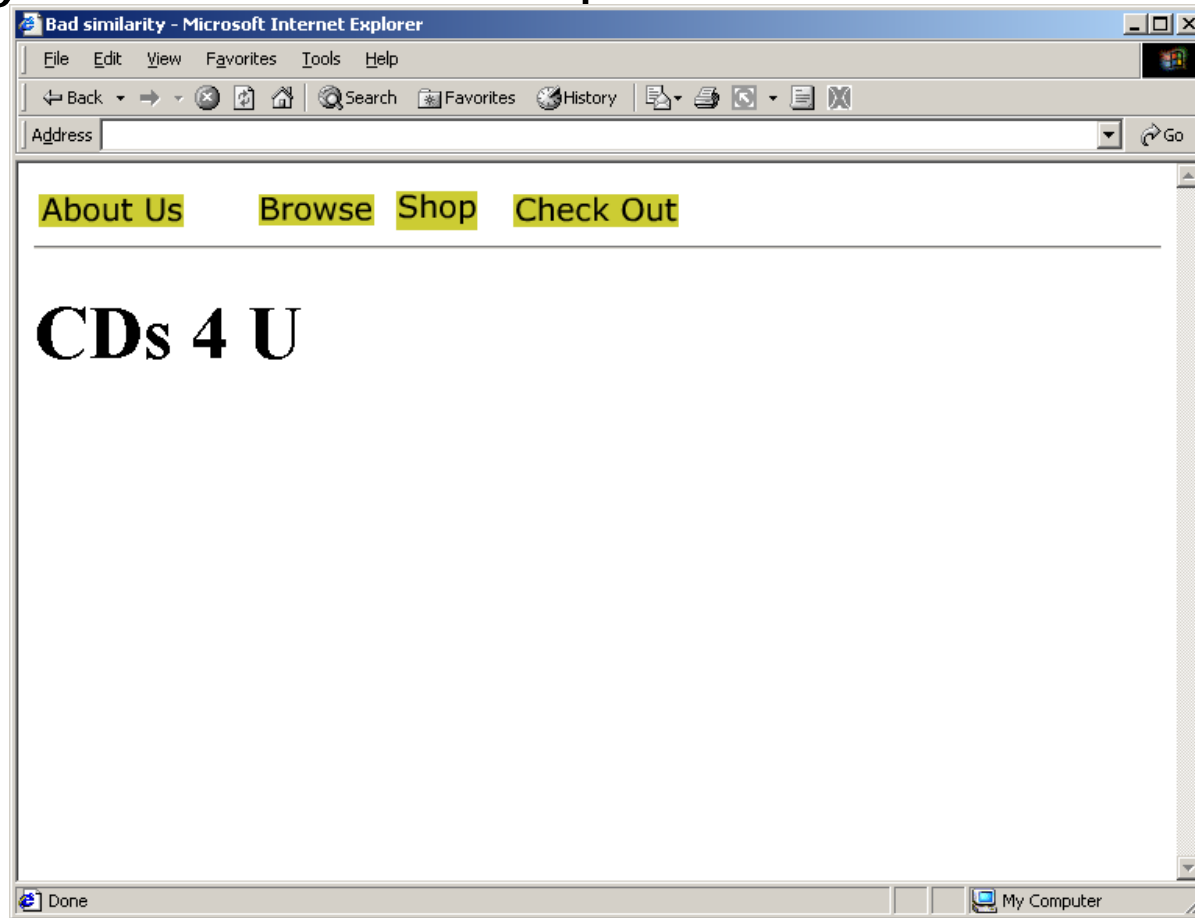 Bad similarity - Microsoft Internet Explorer
File Edit View Favorites Tools Help
Back Search Favorites History
Address Go
About Us Browse Shop Check Out
CDs 4 U
Done My Computer